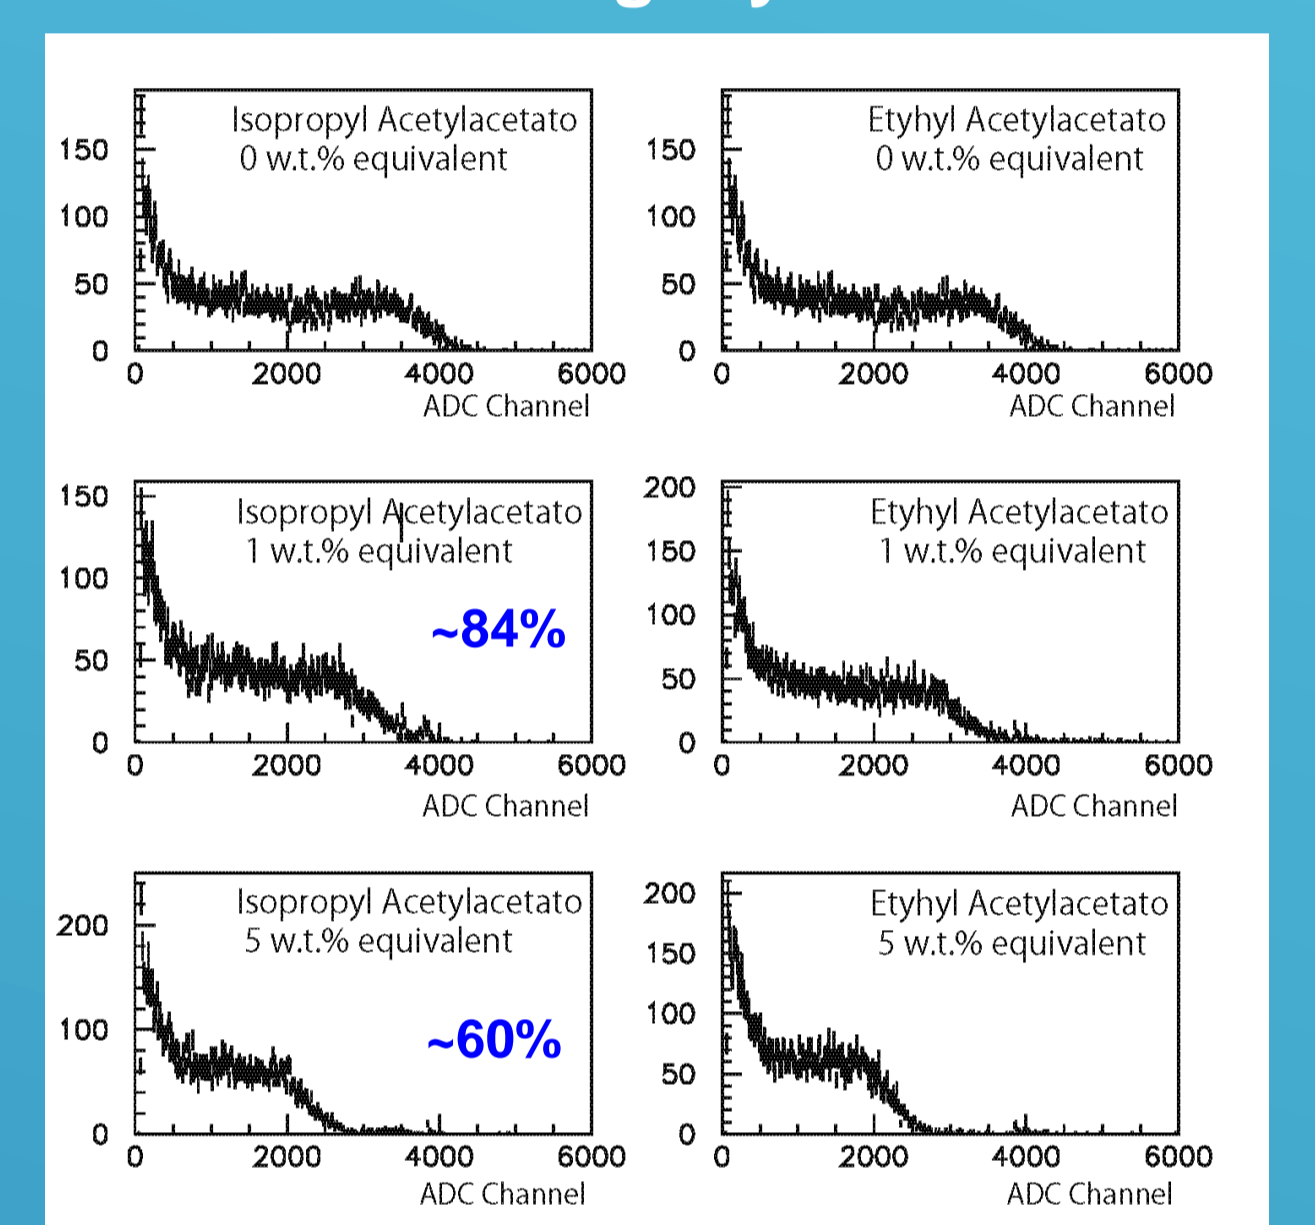 Isopropyl Acetylacetato
0 w.t.% equivalent
150
100
50
0
0 2000 4000 6000
ADC Channel
Etyhyl Acetylacetato
0 w.t.% equivalent
150
100
50
0
0 2000 4000 6000
ADC Channel
Isopropyl Acetylacetato
1 w.t.% equivalent
~84%
150
100
50
0
0 2000 4000 6000
ADC Channel
Etyhyl Acetylacetato
1 w.t.% equivalent
200
150
100
50
0
0 2000 4000 6000
ADC Channel
Isopropyl Acetylacetato
5 w.t.% equivalent
~60%
200
100
0
0 2000 4000 6000
ADC Channel
Etyhyl Acetylacetato
5 w.t.% equivalent
200
150
100
50
0
0 2000 4000 6000
ADC Channel